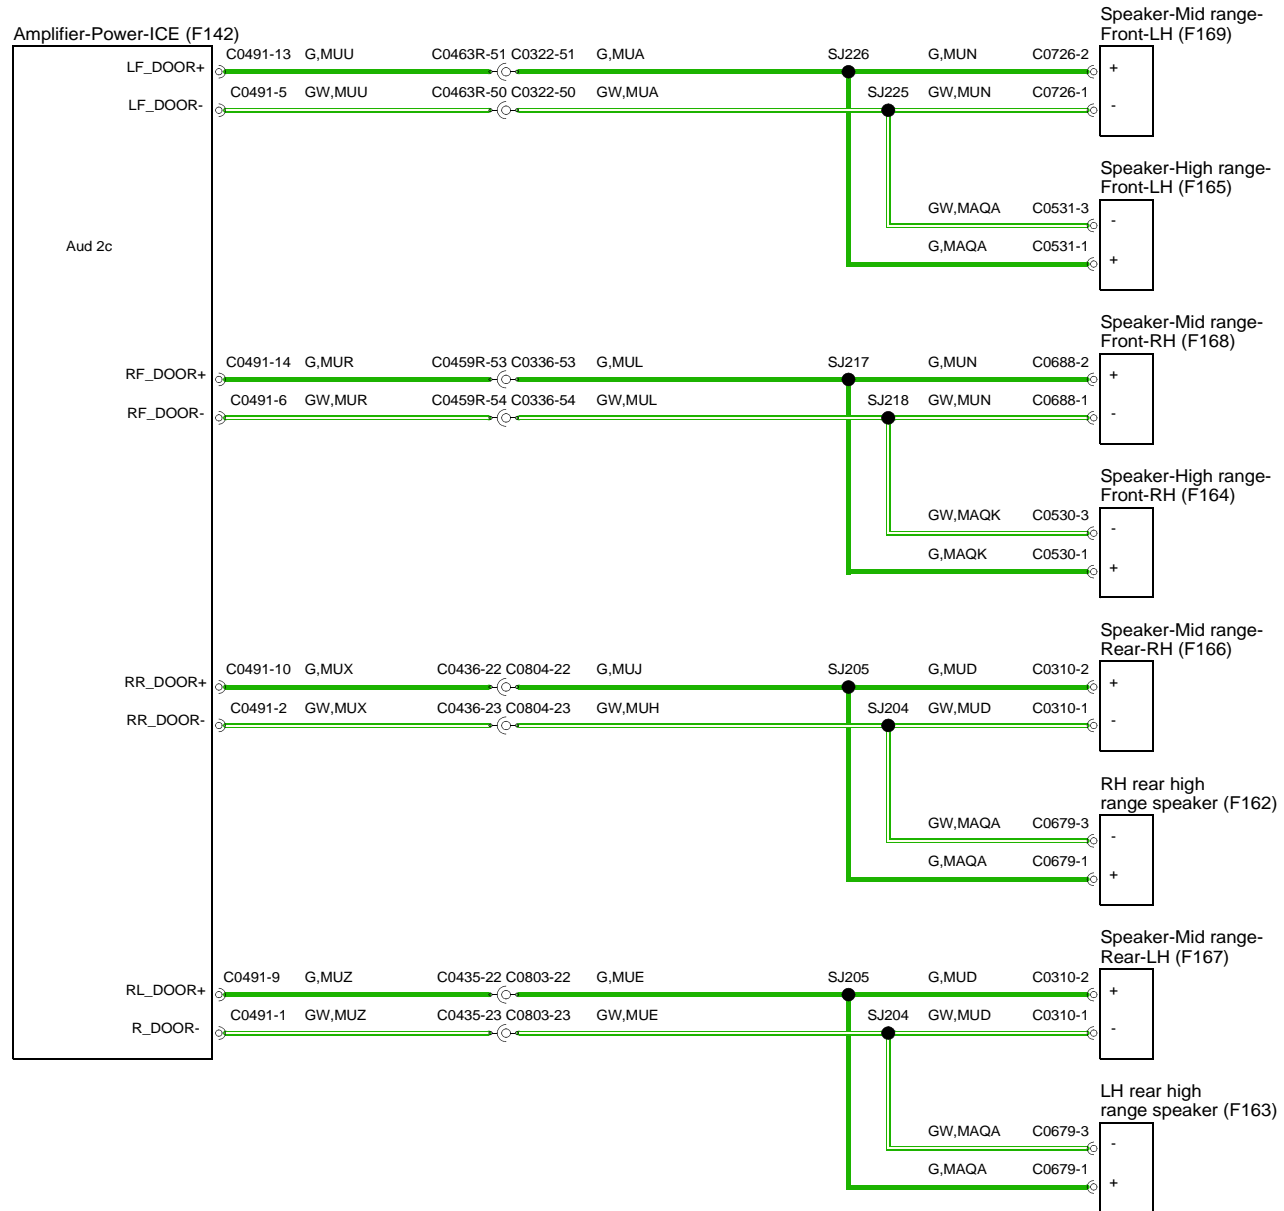 Speaker-Mid range-
Front-LH (F169)
Amplifier-Power-ICE (F142)
C0491-13 G,MUU C0463R-51 C0322-51 G,MUA SJ226 G,MUN C0726-2
LF_DOOR+ +
C0491-5 GW,MUU C0463R-50 C0322-50 GW,MUA SJ225 GW,MUN C0726-1
LF_DOOR- -
Speaker-High range-
Front-LH (F165)
GW,MAQA C0531-3
-
Aud 2c
G,MAQA C0531-1
+
Speaker-Mid range-
Front-RH (F168)
C0491-14 G,MUR C0459R-53 C0336-53 G,MUL SJ217 G,MUN C0688-2
RF_DOOR+ +
C0491-6 GW,MUR C0459R-54 C0336-54 GW,MUL SJ218 GW,MUN C0688-1
RF_DOOR- -
Speaker-High range-
Front-RH (F164)
GW,MAQK C0530-3
-
G,MAQK C0530-1
+
Speaker-Mid range-
Rear-RH (F166)
C0491-10 G,MUX C0436-22 C0804-22 G,MUJ SJ205 G,MUD C0310-2
RR_DOOR+ +
C0491-2 GW,MUX C0436-23 C0804-23 GW,MUH SJ204 GW,MUD C0310-1
RR_DOOR- -
RH rear high
range speaker (F162)
GW,MAQA C0679-3
-
G,MAQA C0679-1
+
Speaker-Mid range-
Rear-LH (F167)
C0491-9 G,MUZ C0435-22 C0803-22 G,MUE SJ205 G,MUD C0310-2
RL_DOOR+ +
C0491-1 GW,MUZ C0435-23 C0803-23 GW,MUE SJ204 GW,MUD C0310-1
R_DOOR- -
LH rear high
range speaker (F163)
GW,MAQA C0679-3
-
G,MAQA C0679-1
+